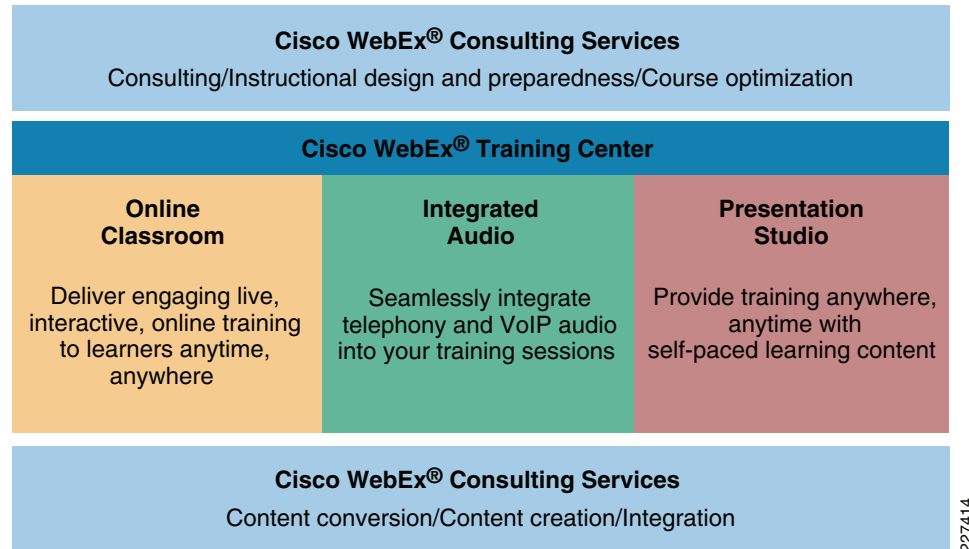 Cisco WebEx® Consulting Services
Consulting/Instructional design and preparedness/Course optimization
Cisco WebEx® Training Center
Online
Classroom
Deliver engaging live,
interactive, online training
to learners anytime,
anywhere
Integrated
Audio
Seamlessly integrate
telephony and VoIP audio
into your training sessions
Presentation
Studio
Provide training anywhere,
anytime with
self-paced learning content
Cisco WebEx® Consulting Services
Content conversion/Content creation/Integration
227414